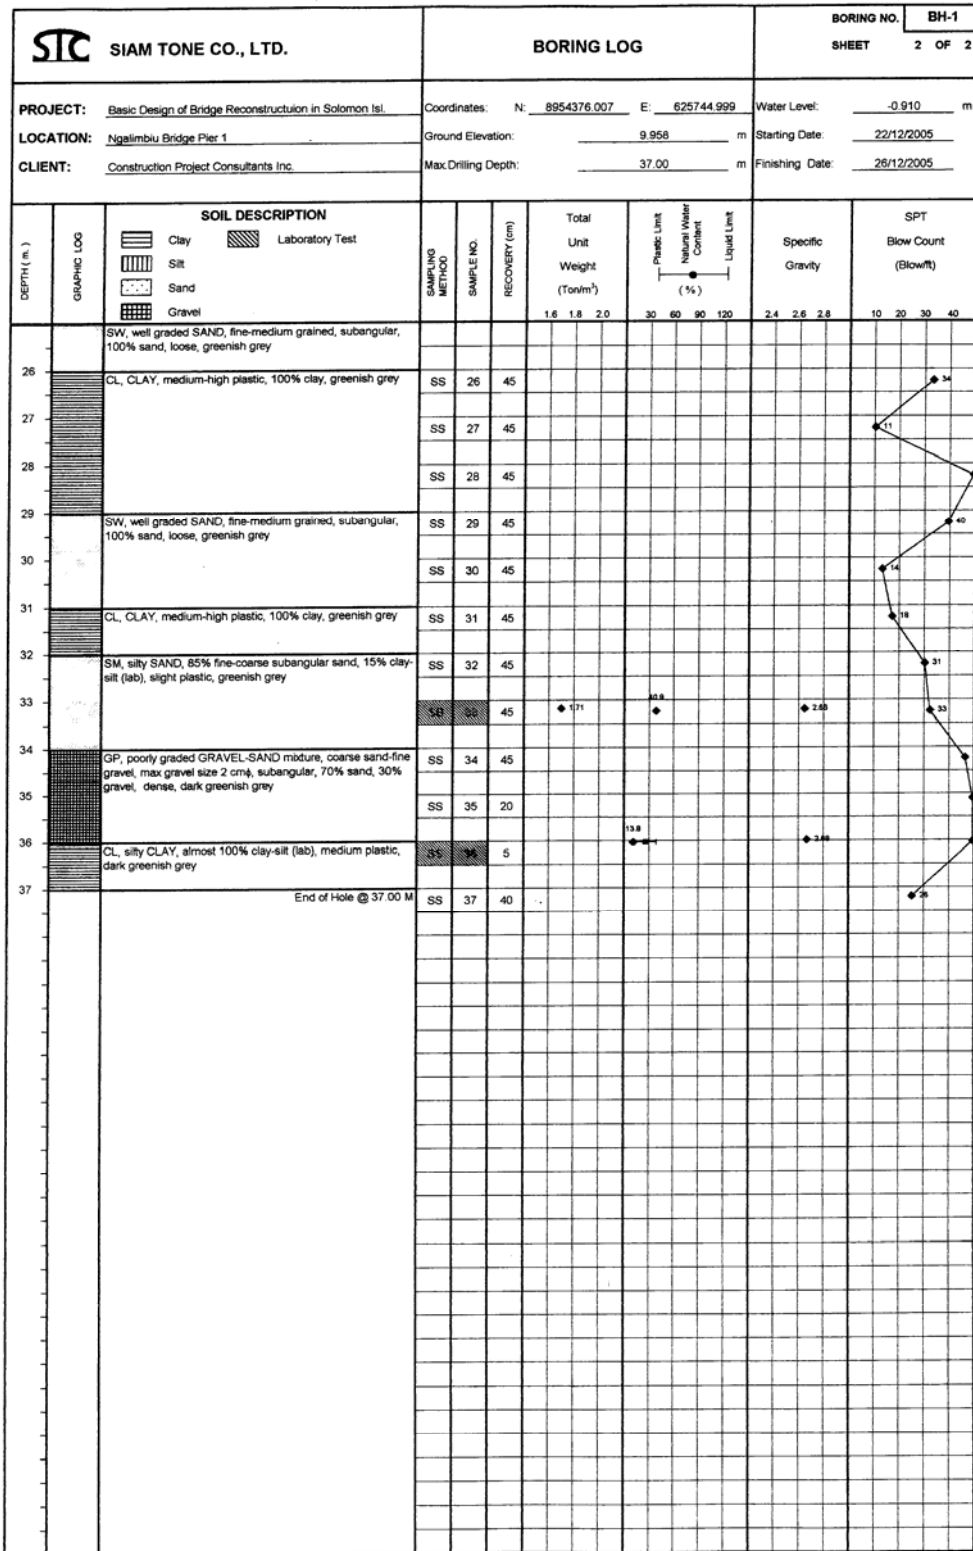 STC SIAM TONE CO., LTD.
BORING LOG
BORING NO. BH-1
SHEET 2 OF 2
PROJECT: Basic Design of Bridge Reconstructuion in Solomon Isl.
LOCATION: Ngalimbiu Bridge Pier 1
CLIENT: Construction Project Consultants Inc.
Coordinates: N: 8954376.007 E: 625744.999
Ground Elevation: 9.958 m
Max.Drilling Depth: 37.00 m
Water Level: -0.910 m
Starting Date: 22/12/2005
Finishing Date: 26/12/2005
DEPTH ( m. )
GRAPHIC LOG
SOIL DESCRIPTION
Clay
Laboratory Test
Silt
Sand
Gravel
SAMPLING METHOD
SAMPLE NO.
RECOVERY (cm)
Total
Unit
Weight
(Ton/m³)
1.6 1.8 2.0
Plastic Limit
Natural Water Content
Liquid Limit
( % )
30 60 90 120
Specific
Gravity
2.4 2.6 2.8
SPT
Blow Count
(Blow/ft)
10 20 30 40
SW, well graded SAND, fine-medium grained, subangular,
100% sand, loose, greenish grey
26
CL, CLAY, medium-high plastic, 100% clay, greenish grey
SS 26 45
34
27
SS 27 45
11
28
SS 28 45
29
SW, well graded SAND, fine-medium grained, subangular,
100% sand, loose, greenish grey
SS 29 45
40
30
SS 30 45
14
31
CL, CLAY, medium-high plastic, 100% clay, greenish grey
SS 31 45
18
32
SM, silty SAND, 85% fine-coarse subangular sand, 15% clay-
silt (lab), slight plastic, greenish grey
SS 32 45
31
33
45
1.71
40.9
2.68
33
34
GP, poorly graded GRAVEL-SAND mixture, coarse sand-fine
gravel, max gravel size 2 cmϕ, subangular, 70% sand, 30%
gravel, dense, dark greenish grey
SS 34 45
35
SS 35 20
36
CL, silty CLAY, almost 100% clay-silt (lab), medium plastic,
dark greenish grey
5
13.8
37
End of Hole @ 37.00 M
SS 37 40